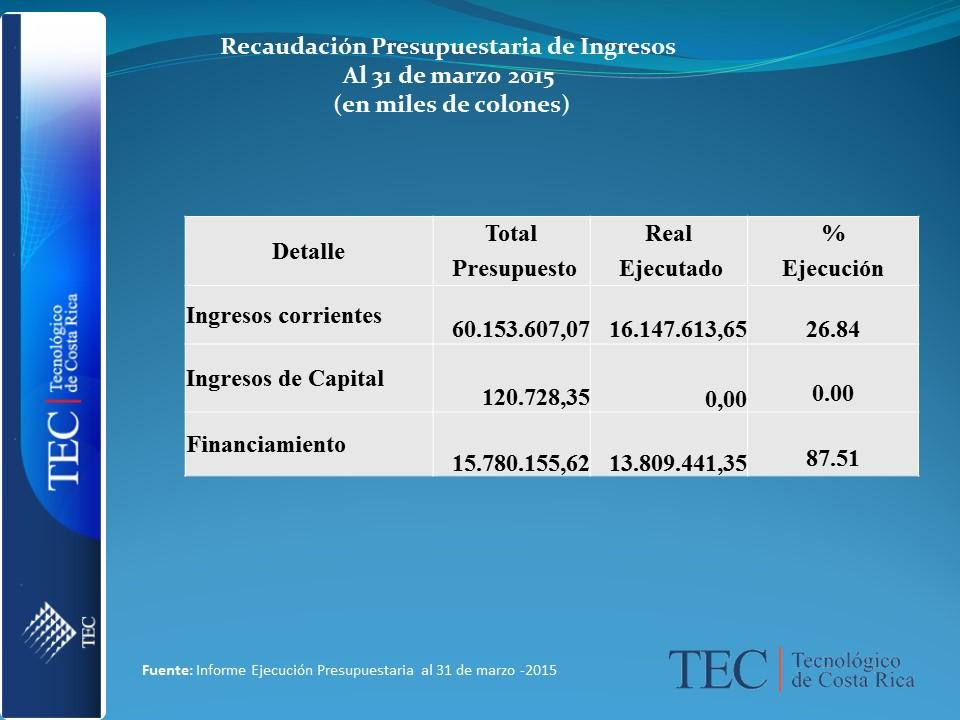 Recaudación Presupuestaria de Ingresos
Al 31 de marzo 2015
(en miles de colones)
Detalle
Total
Presupuesto
Real
Ejecutado
%
Ejecución
Ingresos corrientes
60.153.607,07
16.147.613,65
26.84
Ingresos de Capital
120.728,35
0,00
0.00
Financiamiento
15.780.155,62
13.809.441,35
87.51
TEC | Tecnológico
de Costa Rica
TEC
Fuente: Informe Ejecución Presupuestaria al 31 de marzo -2015
TEC | Tecnológico
de Costa Rica